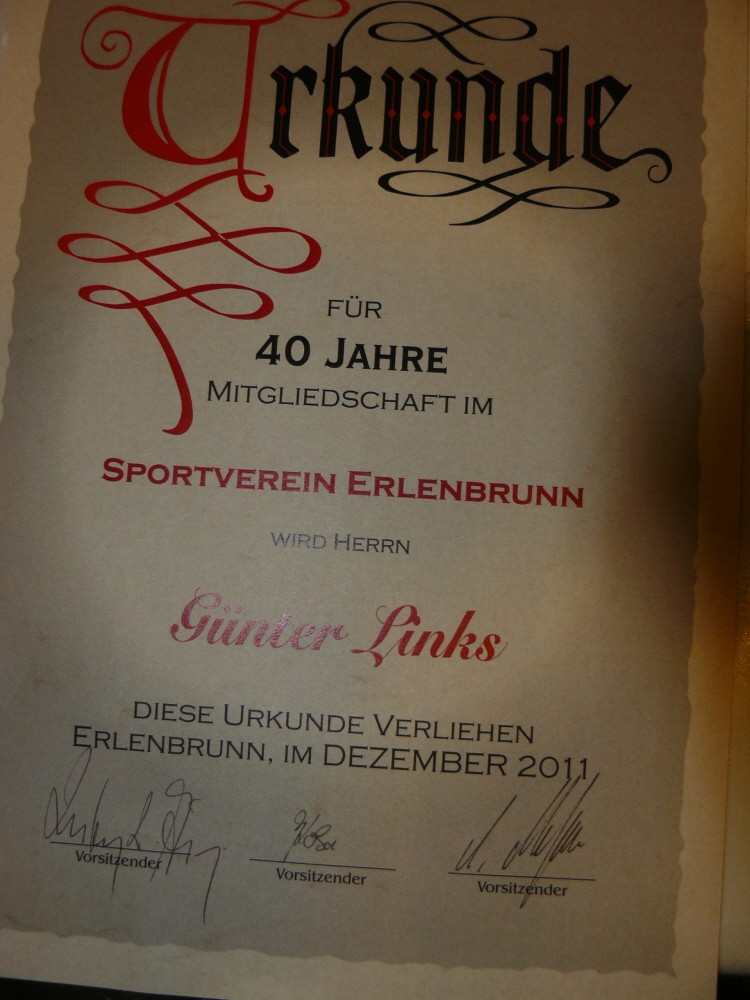 Urkunde
FÜR
40 JAHRE
MITGLIEDSCHAFT IM
SPORTVEREIN ERLENBRUNN
WIRD HERRN
Günter Links
DIESE URKUNDE VERLIEHEN
ERLENBRUNN, IM DEZEMBER 2011
Vorsitzender Vorsitzender Vorsitzender